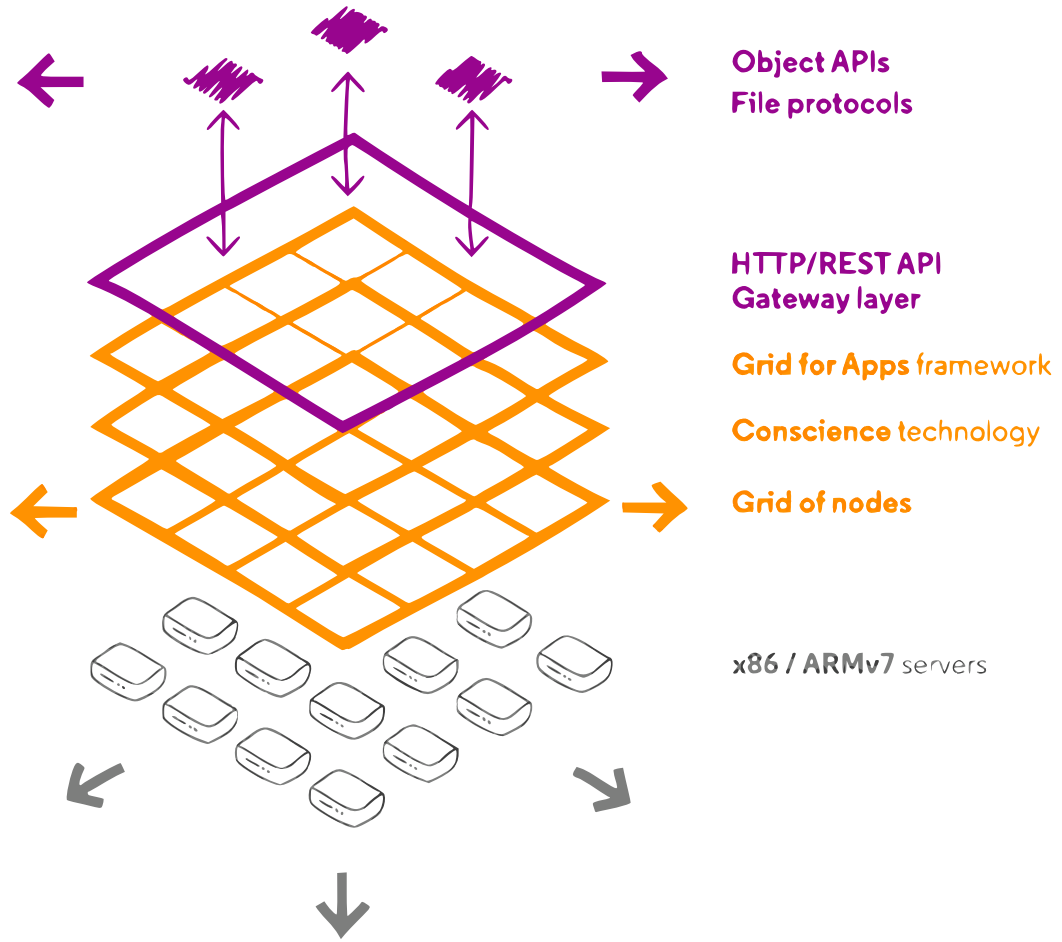 Object APIs
File protocols
HTTP/REST API
Gateway layer
Grid for Apps framework
Conscience technology
Grid of nodes
x86 / ARMv7 servers